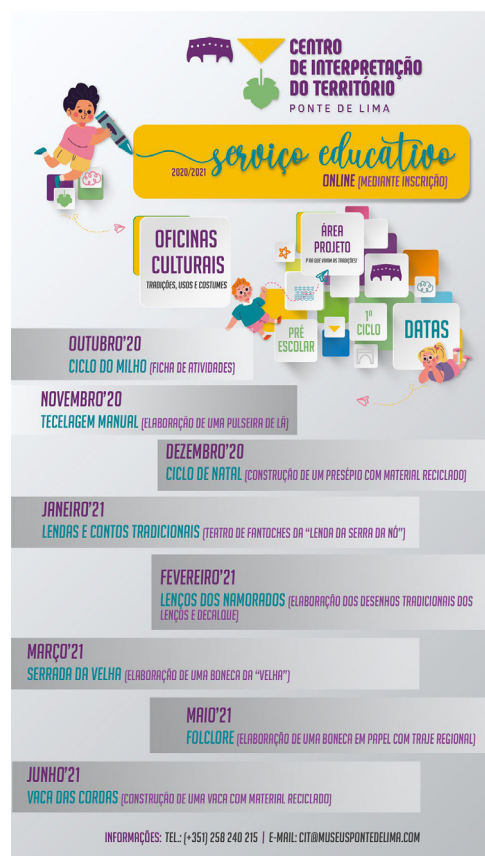 CENTRO
DE INTERPRETAÇÃO
DO TERRITÓRIO
PONTE DE LIMA
serviço educativo
2020/2021
ONLINE (MEDIANTE INSCRIÇÃO)
OFICINAS
CULTURAIS
TRADIÇÕES, USOS E COSTUMES
ÁREA
PROJETO
P'RA QUE VIVAM AS TRADIÇÕES!
PRÉ
ESCOLAR
1º
CICLO
DATAS
OUTUBRO'20
CICLO DO MILHO (FICHA DE ATIVIDADES)
NOVEMBRO'20
TECELAGEM MANUAL (ELABORAÇÃO DE UMA PULSEIRA DE LÃ)
DEZEMBRO'20
CICLO DE NATAL (CONSTRUÇÃO DE UM PRESÉPIO COM MATERIAL RECICLADO)
JANEIRO'21
LENDAS E CONTOS TRADICIONAIS (TEATRO DE FANTOCHES DA “LENDA DA SERRA DA NÓ”)
FEVEREIRO'21
LENÇOS DOS NAMORADOS (ELABORAÇÃO DOS DESENHOS TRADICIONAIS DOS
LENÇOS E DECALQUE)
MARÇO'21
SERRADA DA VELHA (ELABORAÇÃO DE UMA BONECA DA “VELHA”)
MAIO'21
FOLCLORE (ELABORAÇÃO DE UMA BONECA EM PAPEL COM TRAJE REGIONAL)
JUNHO'21
VACA DAS CORDAS (CONSTRUÇÃO DE UMA VACA COM MATERIAL RECICLADO)
INFORMAÇÕES: TEL.: (+351) 258 240 215 | E-MAIL: CIT@MUSEUSPONTEDELIMA.COM